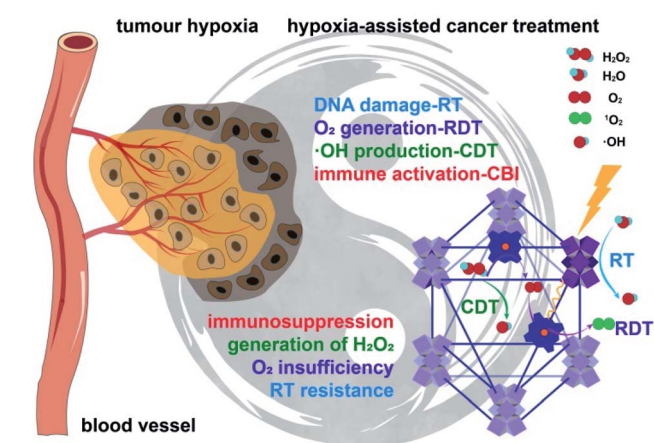 tumour hypoxia
hypoxia-assisted cancer treatment
H₂O₂
H₂O
O₂
¹O₂
·OH
DNA damage-RT
O₂ generation-RDT
·OH production-CDT
immune activation-CBI
RT
CDT
RDT
immunosuppression
generation of H₂O₂
O₂ insufficiency
RT resistance
blood vessel